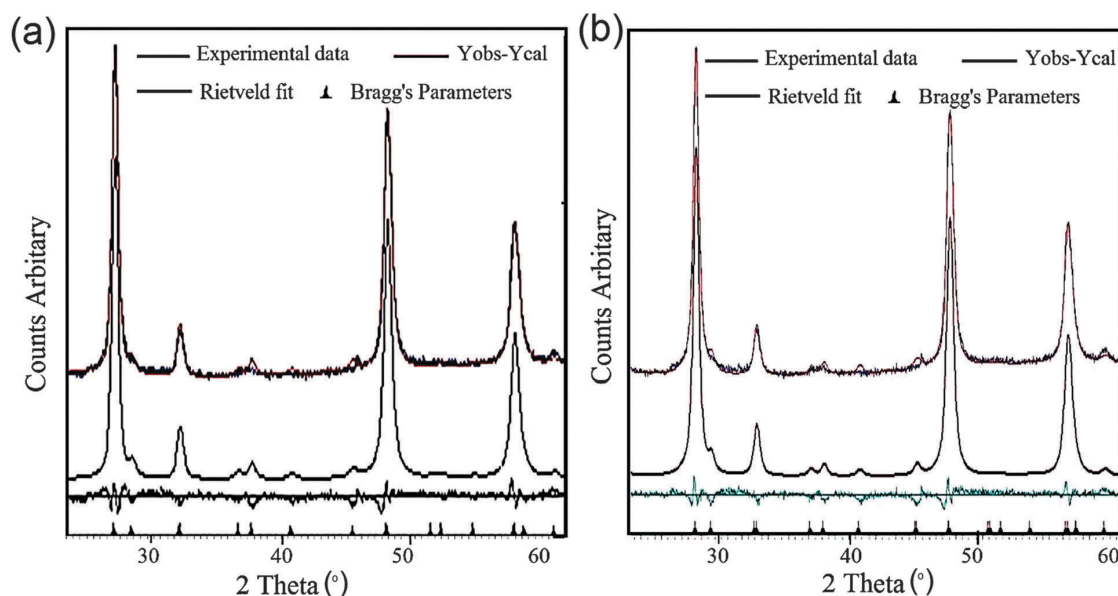 (a)
Experimental data Yobs-Ycal
Rietveld fit Bragg's Parameters
Counts Arbitary
30 40 50 60
2 Theta (°)
(b)
Experimental data Yobs-Ycal
Rietveld fit Bragg's Parameters
Counts Arbitary
30 40 50 60
2 Theta (°)